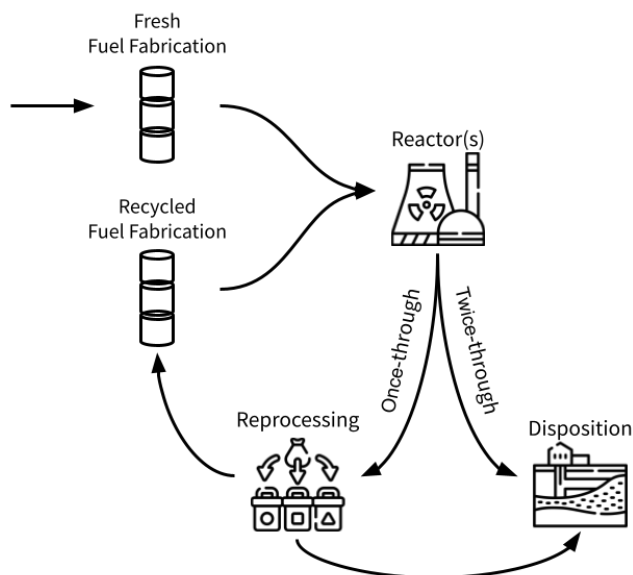 Fresh
Fuel Fabrication
Reactor(s)
Recycled
Fuel Fabrication
Once-through
Twice-through
Reprocessing
Disposition